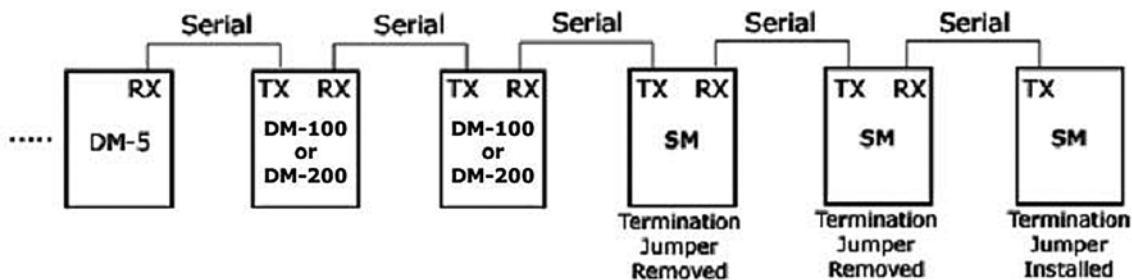 Serial Serial Serial Serial Serial
RX TX RX TX RX TX RX TX RX TX
..... DM-5 DM-100 or DM-200 DM-100 or DM-200 SM SM SM
Termination Jumper Removed
Termination Jumper Removed
Termination Jumper Installed